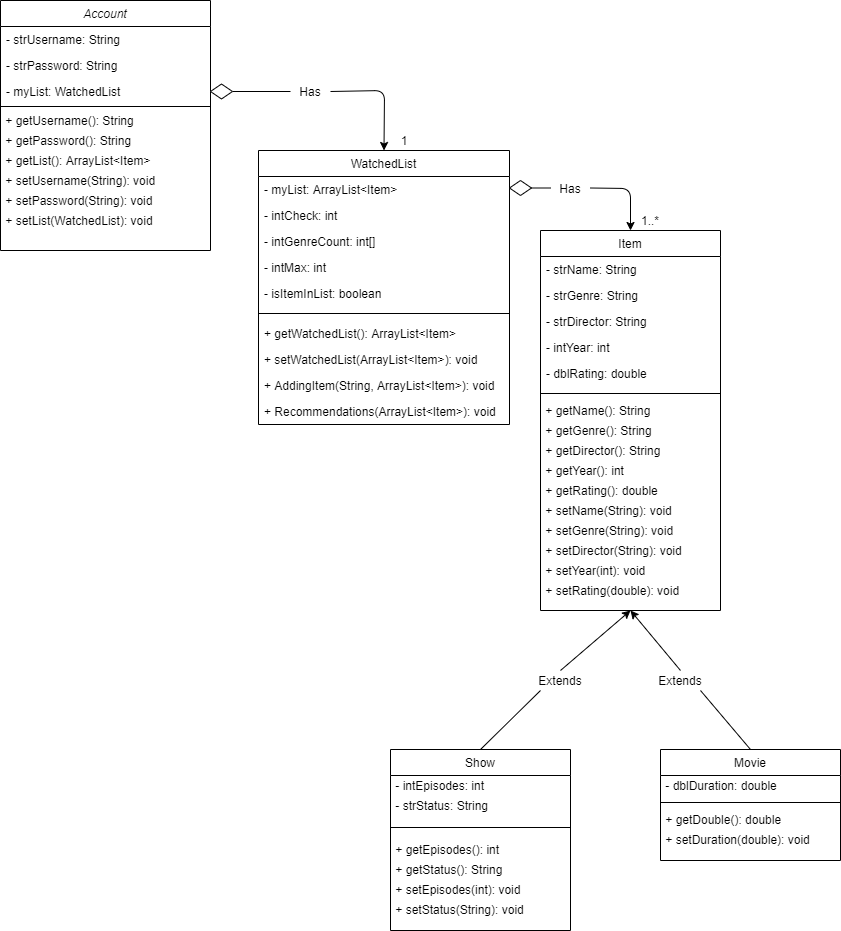 Account
- strUsername: String
- strPassword: String
- myList: WatchedList
+ getUsername(): String
+ getPassword(): String
+ getList(): ArrayList<Item>
+ setUsername(String): void
+ setPassword(String): void
+ setList(WatchedList): void
Has
1
WatchedList
- myList: ArrayList<Item>
- intCheck: int
- intGenreCount: int[]
- intMax: int
- isItemInList: boolean
+ getWatchedList(): ArrayList<Item>
+ setWatchedList(ArrayList<Item>): void
+ AddingItem(String, ArrayList<Item>): void
+ Recommendations(ArrayList<Item>): void
Has
1..*
Item
- strName: String
- strGenre: String
- strDirector: String
- intYear: int
- dblRating: double
+ getName(): String
+ getGenre(): String
+ getDirector(): String
+ getYear(): int
+ getRating(): double
+ setName(String): void
+ setGenre(String): void
+ setDirector(String): void
+ setYear(int): void
+ setRating(double): void
Extends
Extends
Show
- intEpisodes: int
- strStatus: String
+ getEpisodes(): int
+ getStatus(): String
+ setEpisodes(int): void
+ setStatus(String): void
Movie
- dblDuration: double
+ getDouble(): double
+ setDuration(double): void